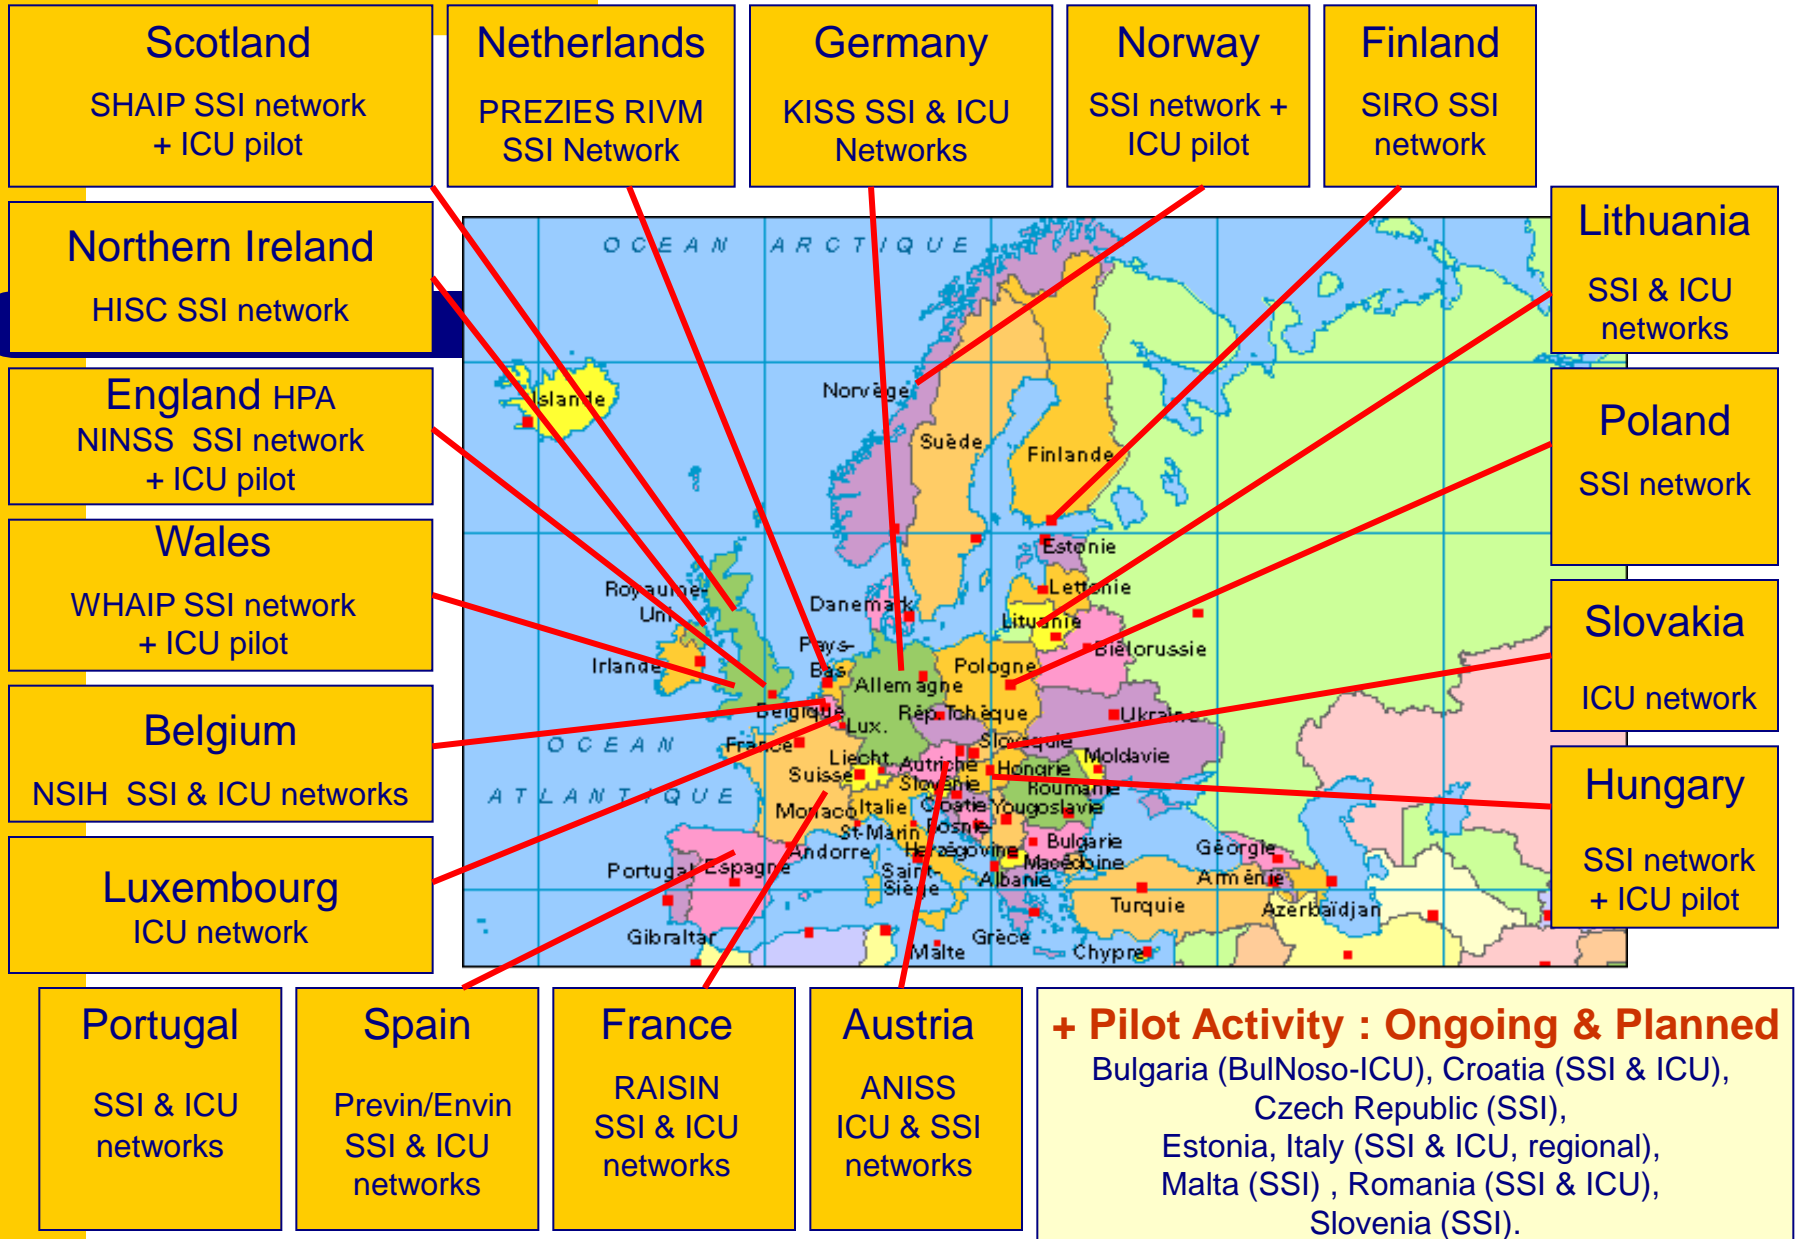 Scotland
SHAIP SSI network
+ ICU pilot
Netherlands
PREZIES RIVM
SSI Network
Germany
KISS SSI & ICU
Networks
Norway
SSI network +
ICU pilot
Finland
SIRO SSI
network
Northern Ireland
HISC SSI network
England HPA
NINSS SSI network
+ ICU pilot
Wales
WHAIP SSI network
+ ICU pilot
Belgium
NSIH SSI & ICU networks
Luxembourg
ICU network
Lithuania
SSI & ICU
networks
Poland
SSI network
Slovakia
ICU network
Hungary
SSI network
+ ICU pilot
OCEAN ARCTIQUE
Islande
Norvège
Suède
Finlande
Estonie
Lettonie
Lituanie
Biélorussie
Royaume-
Uni
Irlande
Danemark
Pays-
Bas
Allemagne
Pologne
Belgique
Lux.
Rép. Tchèque
Ukraine
OCEAN
ATLANTIQUE
France
Liecht.
Suisse
Autriche
Slovaquie
Hongrie
Moldavie
Slovénie
Roumanie
Croatie
Yougoslavie
Monaco
Italie
St-Marin
Bosnie-
Herzégovine
Bulgarie
Macédoine
Albanie
Andorre
Portugal
Espagne
Saint-
Siège
Géorgie
Arménie
Azerbaïdjan
Turquie
Gibraltar
Malte
Grèce
Chypre
Portugal
SSI & ICU
networks
Spain
Previn/Envin
SSI & ICU
networks
France
RAISIN
SSI & ICU
networks
Austria
ANISS
ICU & SSI
networks
+ Pilot Activity : Ongoing & Planned
Bulgaria (BulNoso-ICU), Croatia (SSI & ICU),
Czech Republic (SSI),
Estonia, Italy (SSI & ICU, regional),
Malta (SSI) , Romania (SSI & ICU),
Slovenia (SSI).